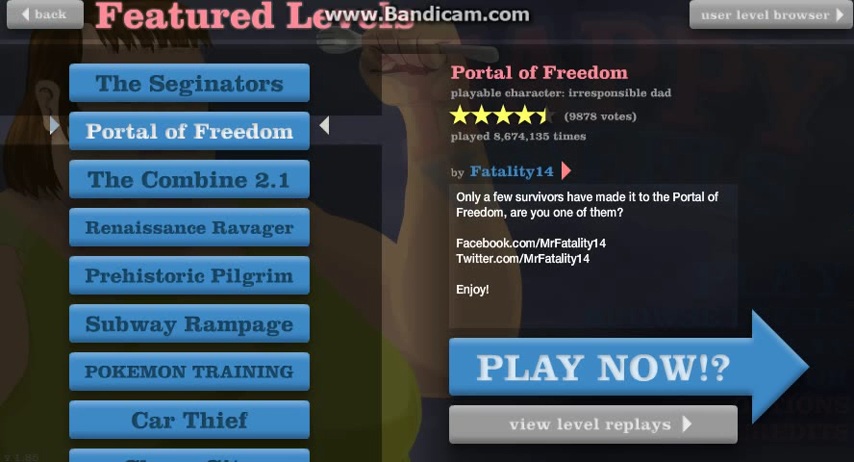 back
Featured Levels
www.Bandicam.com
user level browser
The Seginators
Portal of Freedom
The Combine 2.1
Renaissance Ravager
Prehistoric Pilgrim
Subway Rampage
POKEMON TRAINING
Car Thief
Portal of Freedom
playable character: irresponsible dad
(9878 votes)
played 8,674,135 times
by Fatality14
Only a few survivors have made it to the Portal of
Freedom, are you one of them?
Facebook.com/MrFatality14
Twitter.com/MrFatality14
Enjoy!
PLAY NOW!?
view level replays